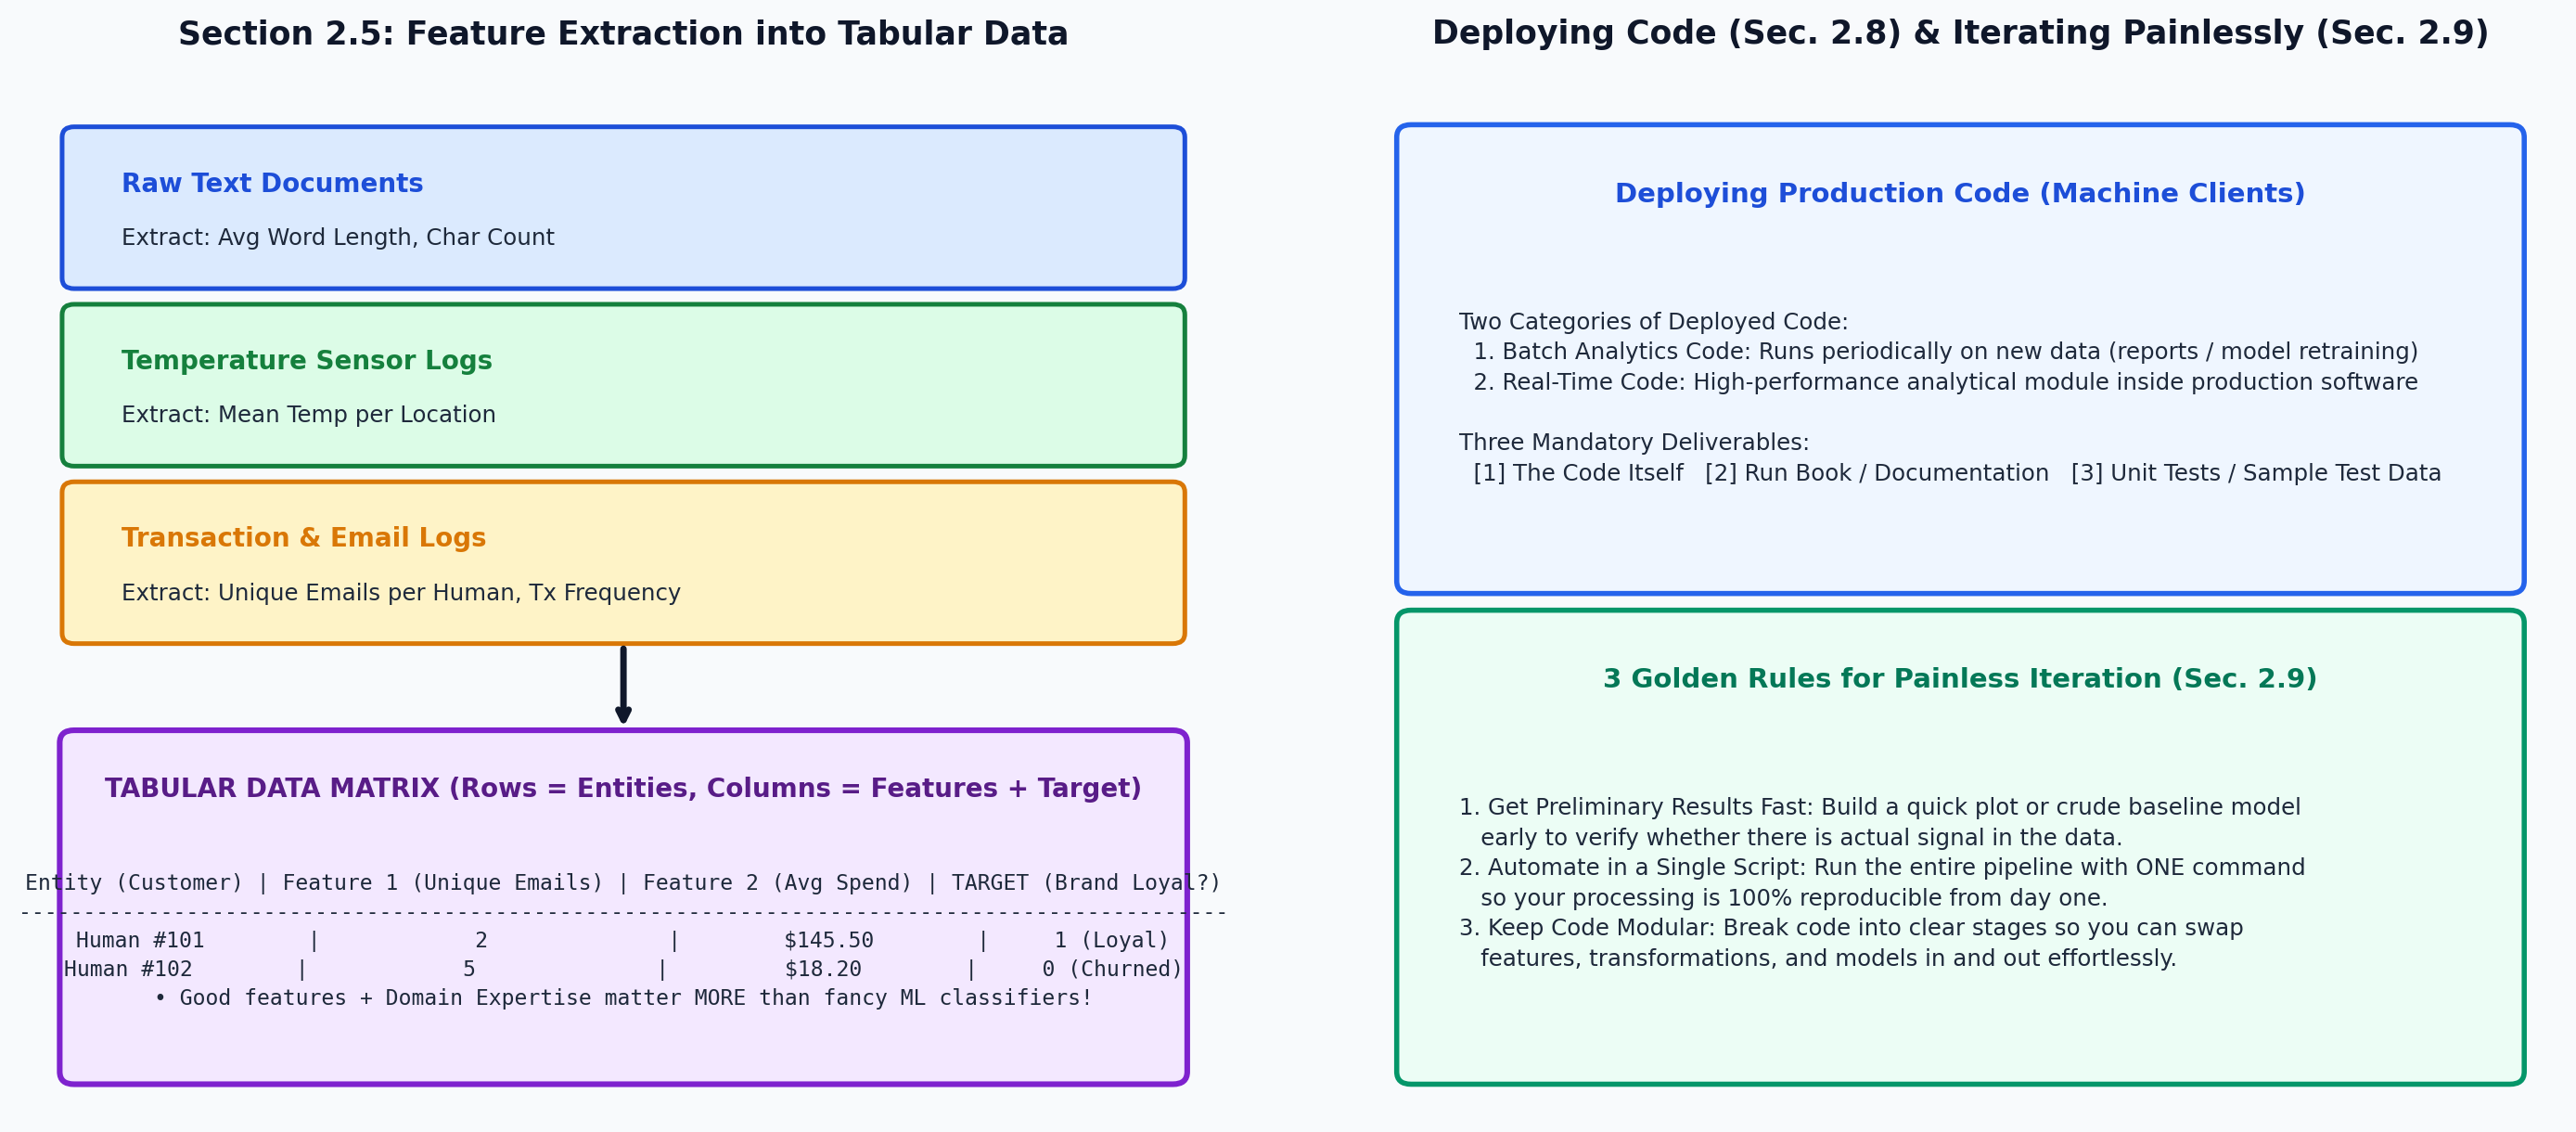 Section 2.5: Feature Extraction into Tabular Data
Raw Text Documents
Extract: Avg Word Length, Char Count
Temperature Sensor Logs
Extract: Mean Temp per Location
Transaction & Email Logs
Extract: Unique Emails per Human, Tx Frequency
TABULAR DATA MATRIX (Rows = Entities, Columns = Features + Target)
Entity (Customer) | Feature 1 (Unique Emails) | Feature 2 (Avg Spend) | TARGET (Brand Loyal?)
----------------------------------------------------------------------------------------------
Human #101 | 2 | $145.50 | 1 (Loyal)
Human #102 | 5 | $18.20 | 0 (Churned)
• Good features + Domain Expertise matter MORE than fancy ML classifiers!
Deploying Code (Sec. 2.8) & Iterating Painlessly (Sec. 2.9)
Deploying Production Code (Machine Clients)
Two Categories of Deployed Code:
1. Batch Analytics Code: Runs periodically on new data (reports / model retraining)
2. Real-Time Code: High-performance analytical module inside production software
Three Mandatory Deliverables:
[1] The Code Itself [2] Run Book / Documentation [3] Unit Tests / Sample Test Data
3 Golden Rules for Painless Iteration (Sec. 2.9)
1. Get Preliminary Results Fast: Build a quick plot or crude baseline model
early to verify whether there is actual signal in the data.
2. Automate in a Single Script: Run the entire pipeline with ONE command
so your processing is 100% reproducible from day one.
3. Keep Code Modular: Break code into clear stages so you can swap
features, transformations, and models in and out effortlessly.